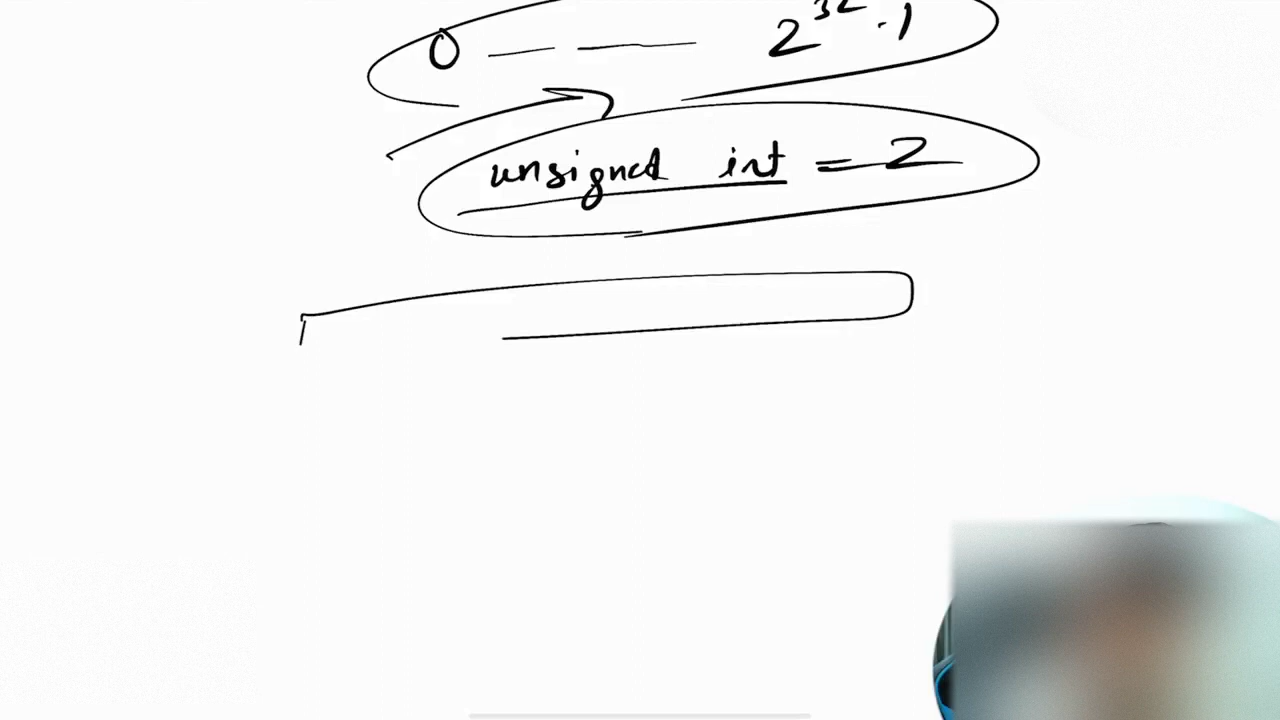 0 — — 2^32 - 1
unsigned int = 2